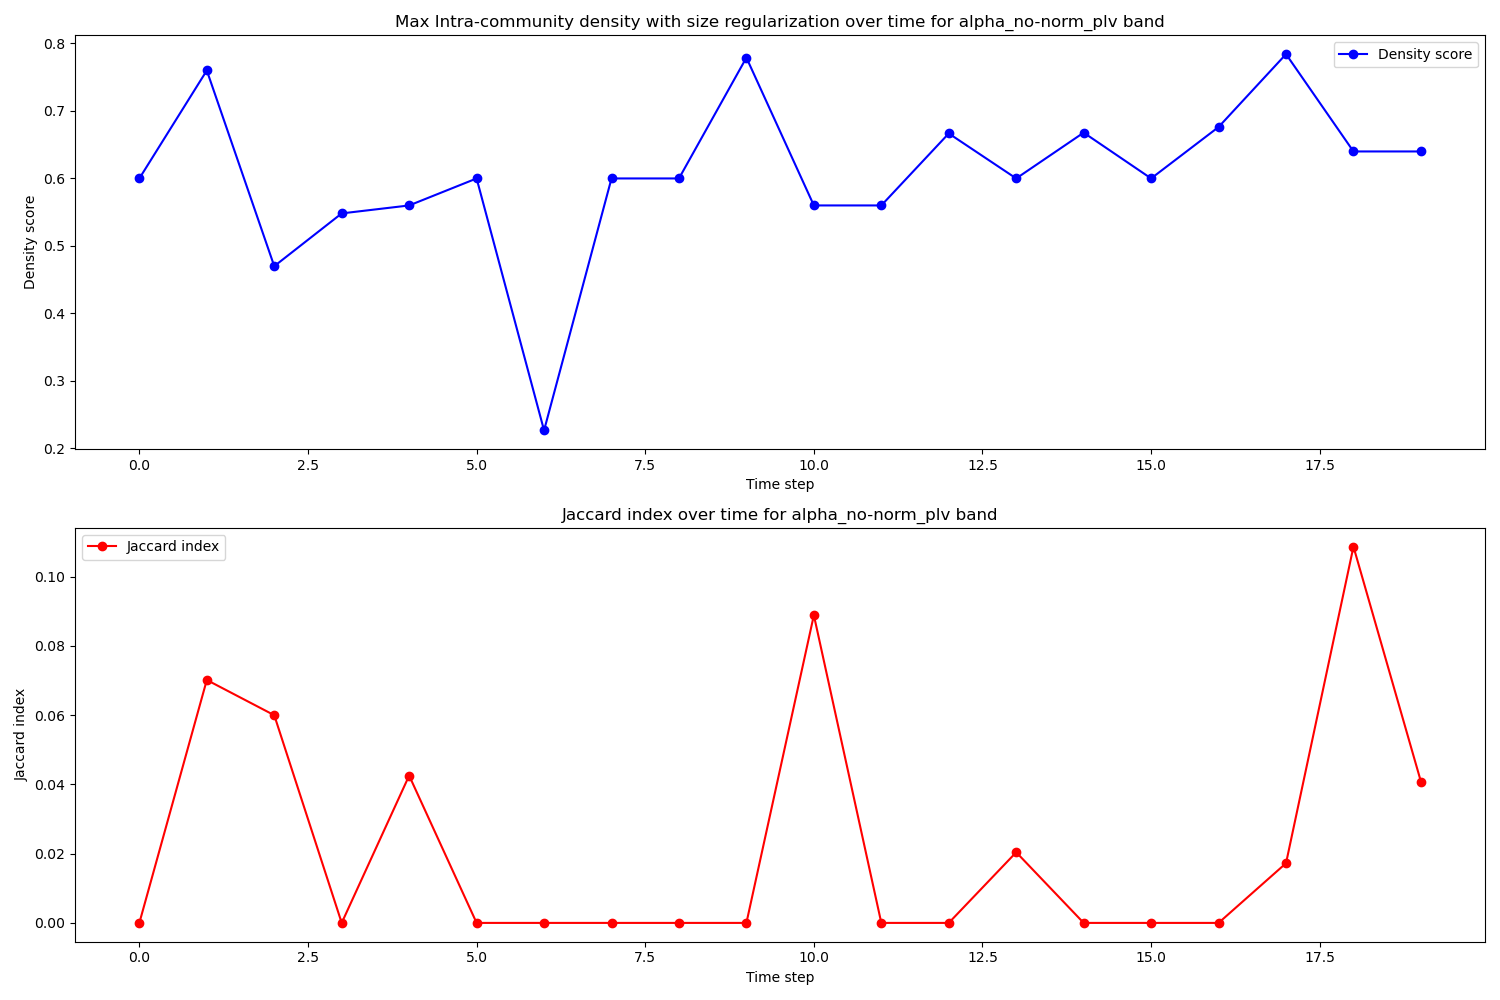 Max Intra-community density with size regularization over time for alpha_no-norm_plv band
Density score
0.8
0.7
0.6
0.5
0.4
0.3
0.2
Density score
0.0 2.5 5.0 7.5 10.0 12.5 15.0 17.5
Time step
Jaccard index over time for alpha_no-norm_plv band
Jaccard index
0.10
0.08
0.06
0.04
0.02
0.00
Jaccard index
0.0 2.5 5.0 7.5 10.0 12.5 15.0 17.5
Time step